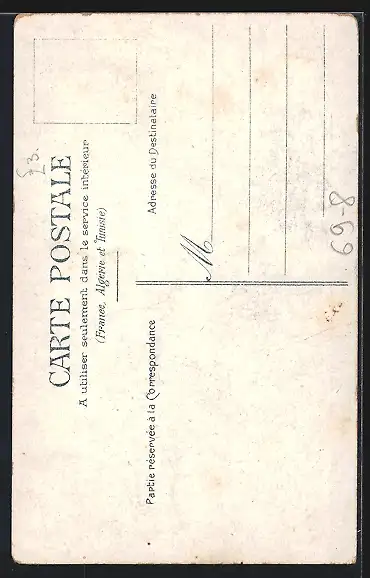 £3.
CARTE POSTALE
A utiliser seulement dans le service intérieur
(France, Algérie et Tunisie)
Partie réservée à la Correspondance
Adresse du Destinataire
M
69-8